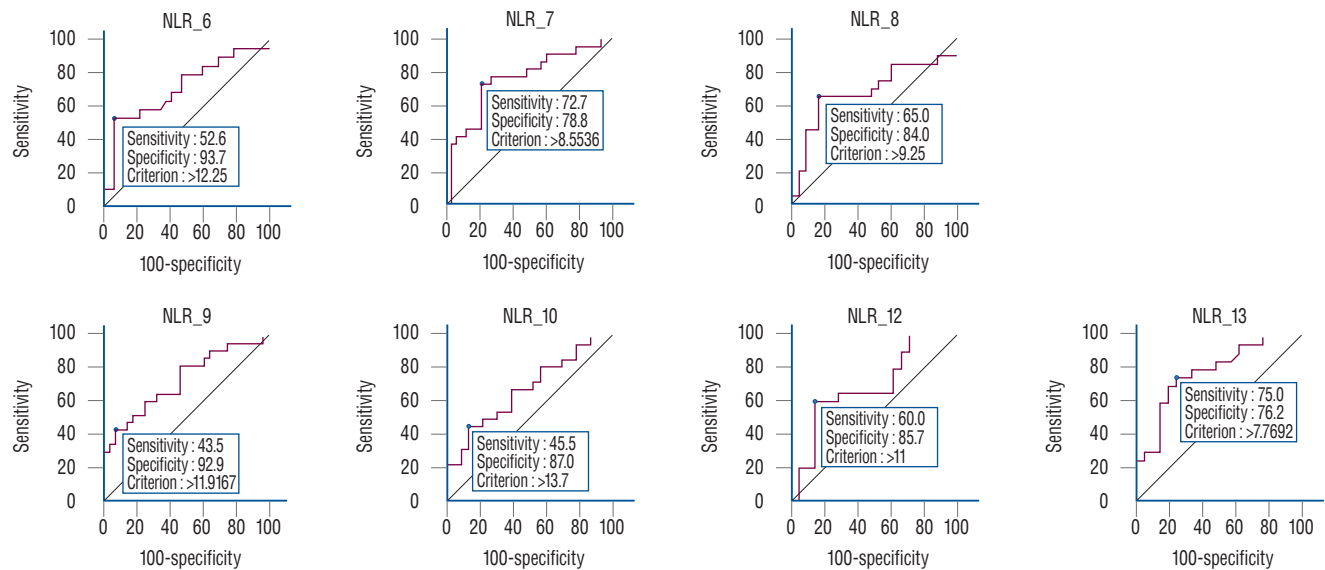 NLR_6
100
80
60
40
20
0
Sensitivity
Sensitivity : 52.6
Specificity : 93.7
Criterion : >12.25
0 20 40 60 80 100
100-specificity
NLR_7
100
80
60
40
20
0
Sensitivity
Sensitivity : 72.7
Specificity : 78.8
Criterion : >8.5536
0 20 40 60 80 100
100-specificity
NLR_8
100
80
60
40
20
0
Sensitivity
Sensitivity : 65.0
Specificity : 84.0
Criterion : >9.25
0 20 40 60 80 100
100-specificity
NLR_9
100
80
60
40
20
0
Sensitivity
Sensitivity : 43.5
Specificity : 92.9
Criterion : >11.9167
0 20 40 60 80 100
100-specificity
NLR_10
100
80
60
40
20
0
Sensitivity
Sensitivity : 45.5
Specificity : 87.0
Criterion : >13.7
0 20 40 60 80 100
100-specificity
NLR_12
100
80
60
40
20
0
Sensitivity
Sensitivity : 60.0
Specificity : 85.7
Criterion : >11
0 20 40 60 80 100
100-specificity
NLR_13
100
80
60
40
20
0
Sensitivity
Sensitivity : 75.0
Specificity : 76.2
Criterion : >7.7692
0 20 40 60 80 100
100-specificity